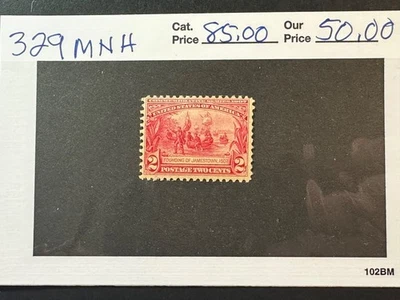 329 MNH
Cat. Price 85.00 Our Price 50.00
UNITED STATES OF AMERICA
FOUNDING OF JAMESTOWN, 1607
2 POSTAGE TWO CENTS 2
102BM